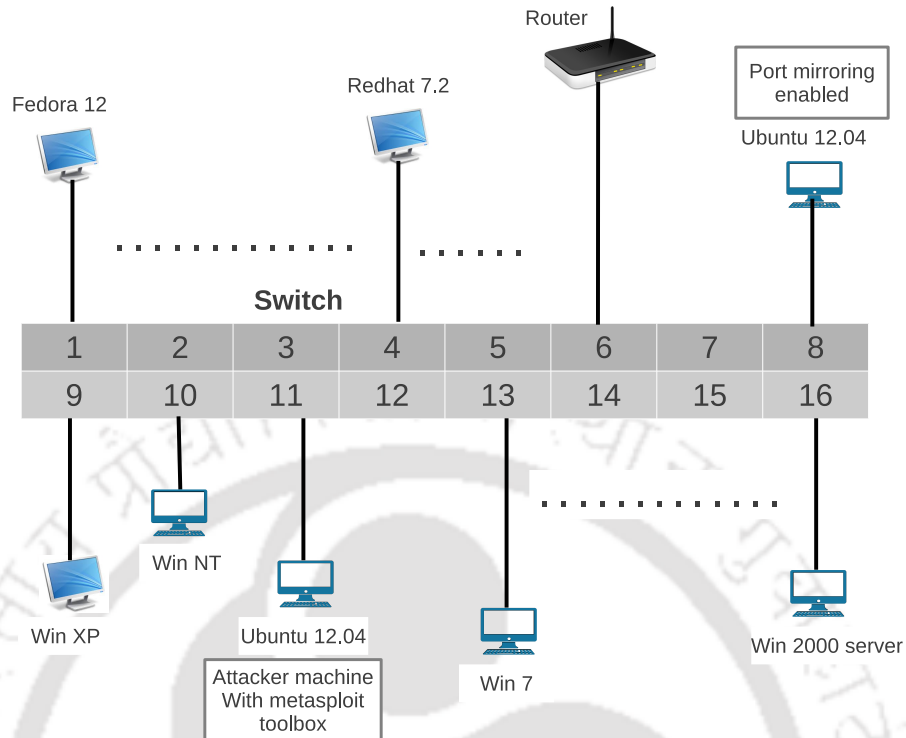 Router
Port mirroring
enabled
Redhat 7.2
Fedora 12
Ubuntu 12.04
Switch
1 2 3 4 5 6 7 8
9 10 11 12 13 14 15 16
Win NT
Win XP
Ubuntu 12.04
Win 2000 server
Attacker machine
With metasploit
toolbox
Win 7